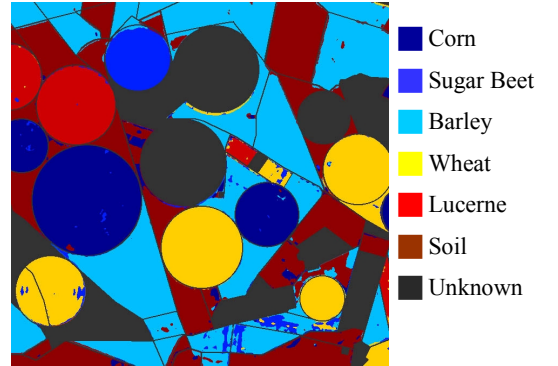 Corn
Sugar Beet
Barley
Wheat
Lucerne
Soil
Unknown